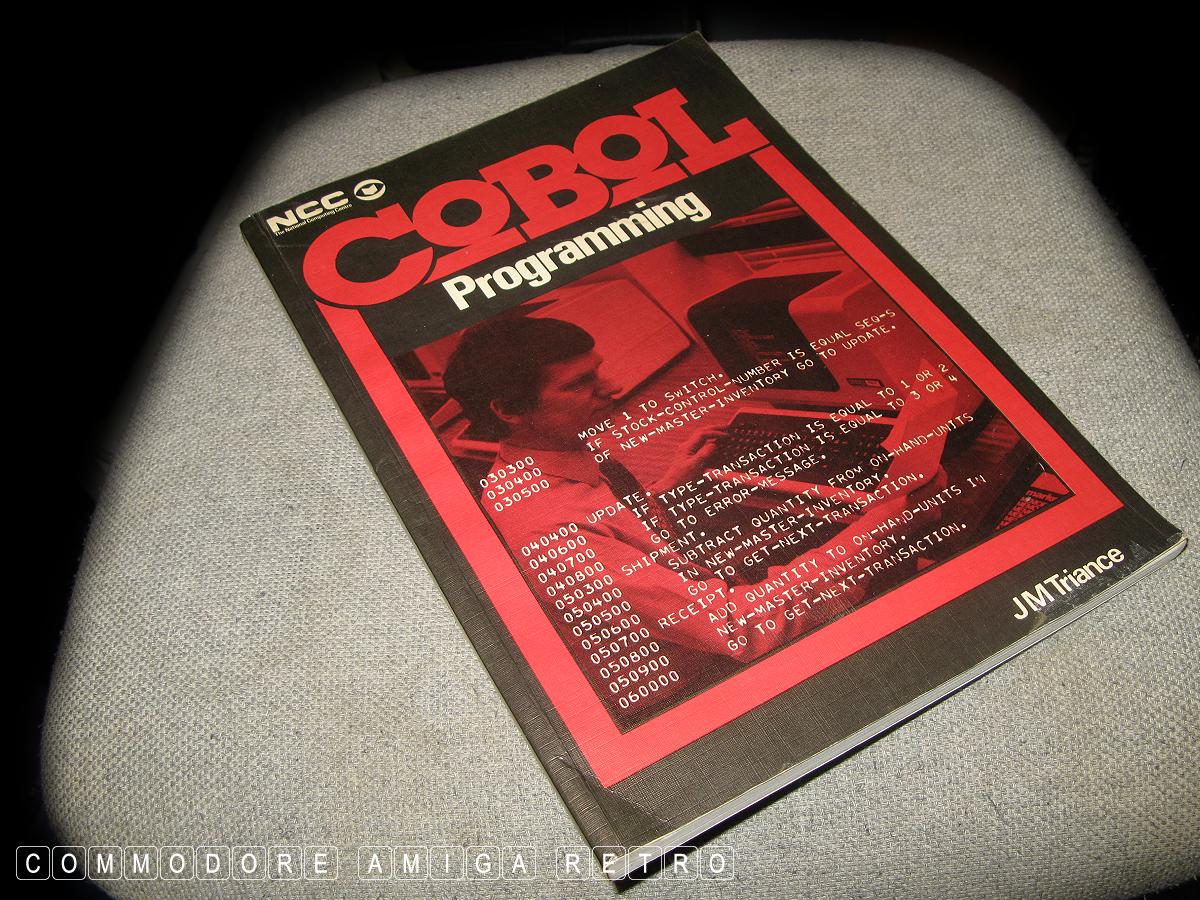 NCC
The National Computing Centre
COBOL
Programming
030300 MOVE 1 TO SWITCH.
030400 IF STOCK-CONTROL-NUMBER IS EQUAL SEQ-S
030500 OF NEW-MASTER-INVENTORY GO TO UPDATE.
040400 UPDATE.
040600 IF TYPE-TRANSACTION IS EQUAL TO 1 OR 2
040700 IF TYPE-TRANSACTION IS EQUAL TO 3 OR 4
040800 GO TO ERROR-MESSAGE.
050300 SHIPMENT.
050400 SUBTRACT QUANTITY FROM ON-HAND-UNITS
050500 IN NEW-MASTER-INVENTORY.
050600 GO TO GET-NEXT-TRANSACTION.
050700 RECEIPT.
050800 ADD QUANTITY TO ON-HAND-UNITS IN
050900 NEW-MASTER-INVENTORY.
060000 GO TO GET-NEXT-TRANSACTION.
JM Triance
COMMODORE AMIGA RETRO